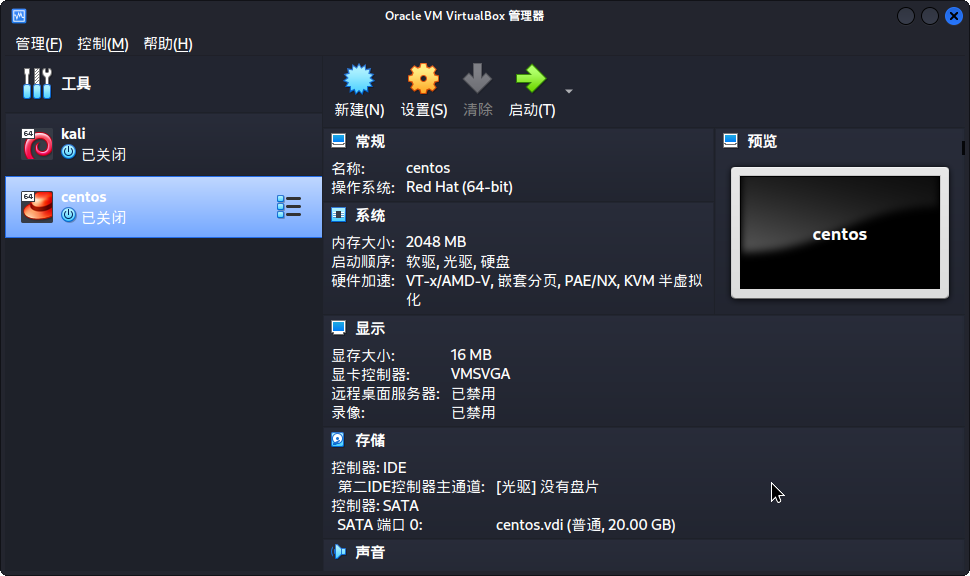 Oracle VM VirtualBox 管理器
管理(F) 控制(M) 帮助(H)
工具
新建(N) 设置(S) 清除 启动(T)
64 kali
已关闭
64 centos
已关闭
常规
名称: centos
操作系统: Red Hat (64-bit)
系统
内存大小: 2048 MB
启动顺序: 软驱, 光驱, 硬盘
硬件加速: VT-x/AMD-V, 嵌套分页, PAE/NX, KVM 半虚拟
化
预览
centos
显示
显存大小: 16 MB
显卡控制器: VMSVGA
远程桌面服务器: 已禁用
录像: 已禁用
存储
控制器: IDE
第二IDE控制器主通道: [光驱] 没有盘片
控制器: SATA
SATA 端口 0: centos.vdi (普通, 20.00 GB)
声音